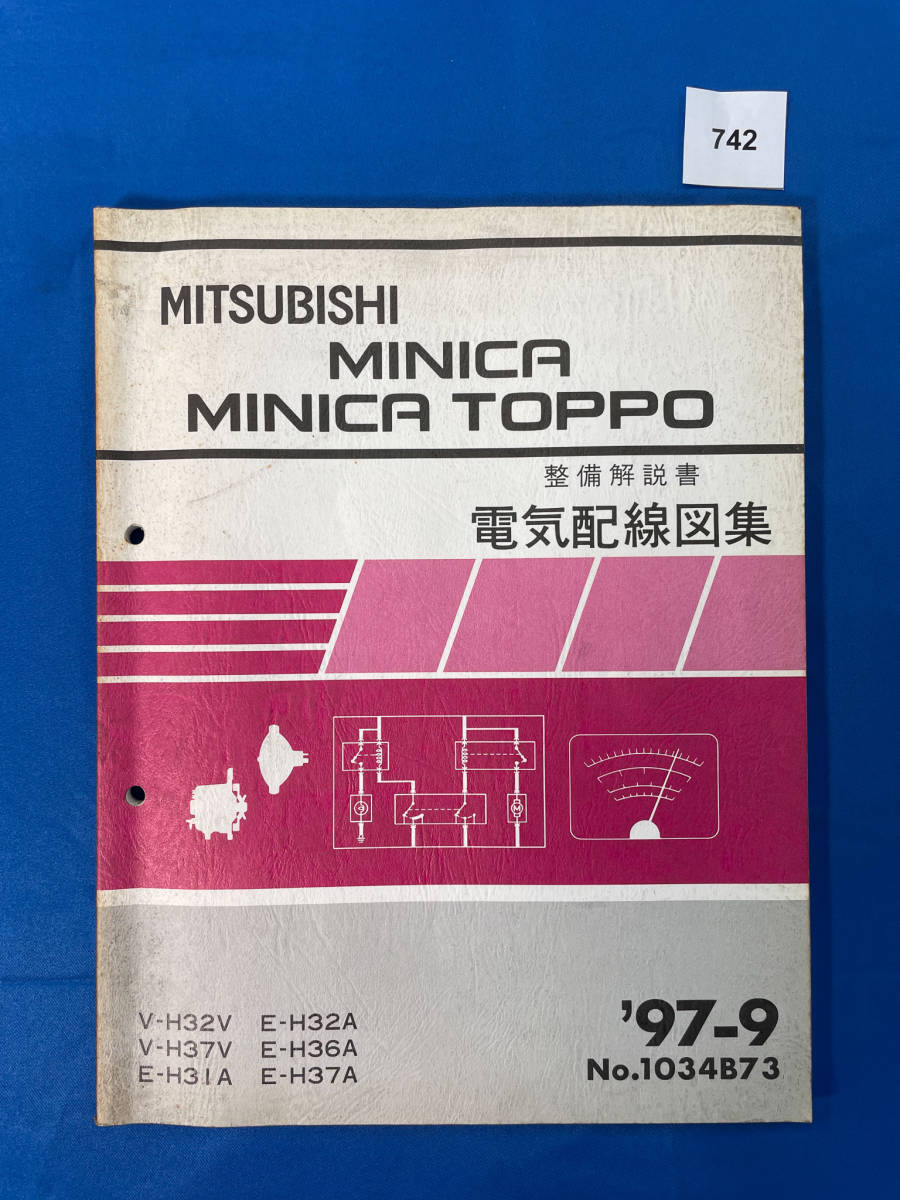 742
MITSUBISHI
MINICA
MINICA TOPPO
整備解説書
電気配線図集
M
V-H32V E-H32A
V-H37V E-H36A
E-H31A E-H37A
'97-9
No.1034B73